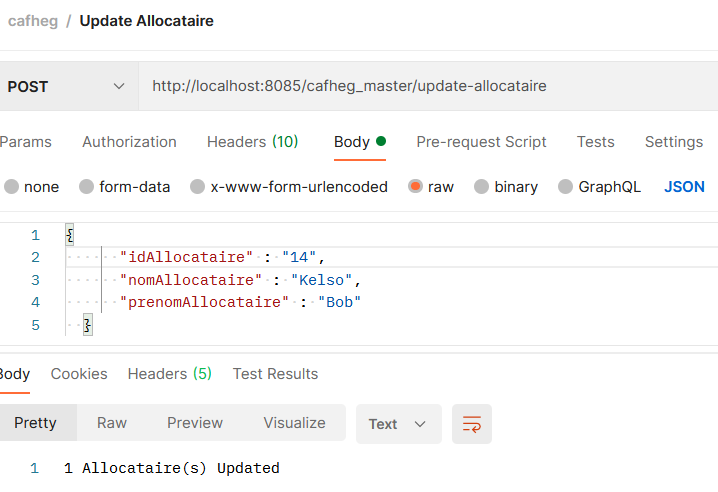 cafheg / Update Allocataire
POST http://localhost:8085/cafheg_master/update-allocataire
Params Authorization Headers (10) Body Pre-request Script Tests Settings
none form-data x-www-form-urlencoded raw binary GraphQL JSON
1 {
2 "idAllocataire" : "14",
3 "nomAllocataire" : "Kelso",
4 "prenomAllocataire" : "Bob"
5 }
Body Cookies Headers (5) Test Results
Pretty Raw Preview Visualize Text
1 1 Allocataire(s) Updated